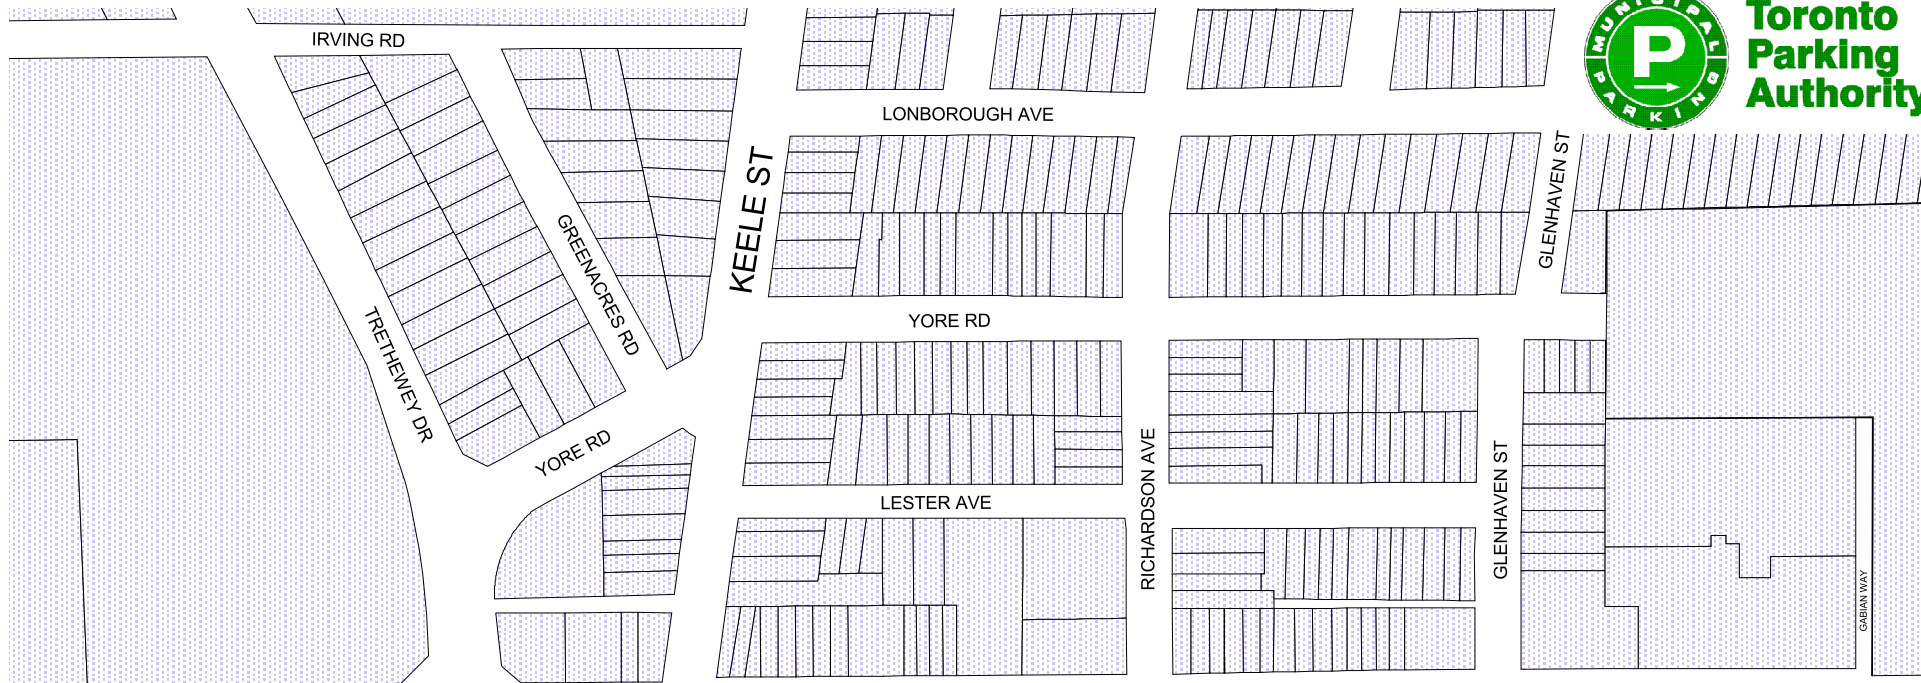 IRVING RD
MUNICIPAL
P
PARKING
Toronto
Parking
Authority
LONBOROUGH AVE
KEELE ST
GLENHAVEN ST
GREENACRES RD
TRETHEWEY DR
YORE RD
YORE RD
LESTER AVE
RICHARDSON AVE
GLENHAVEN ST
GABIAN WAY